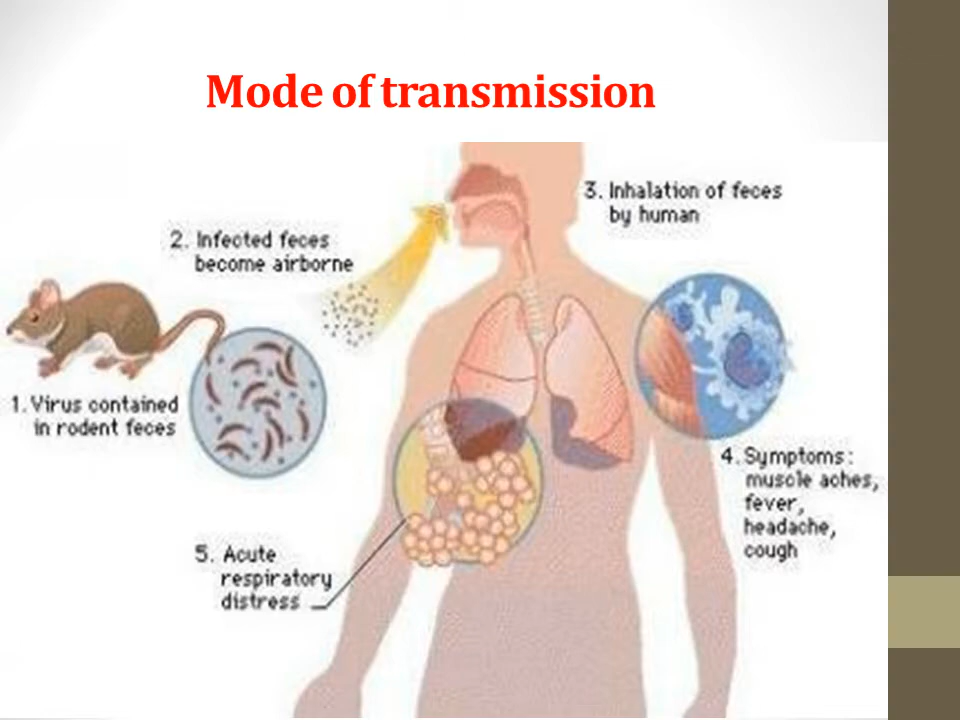 Mode of transmission
3. Inhalation of feces
by human
2. Infected feces
become airborne
1. Virus contained
in rodent feces
4. Symptoms:
muscle aches,
fever,
headache,
cough
5. Acute
respiratory
distress